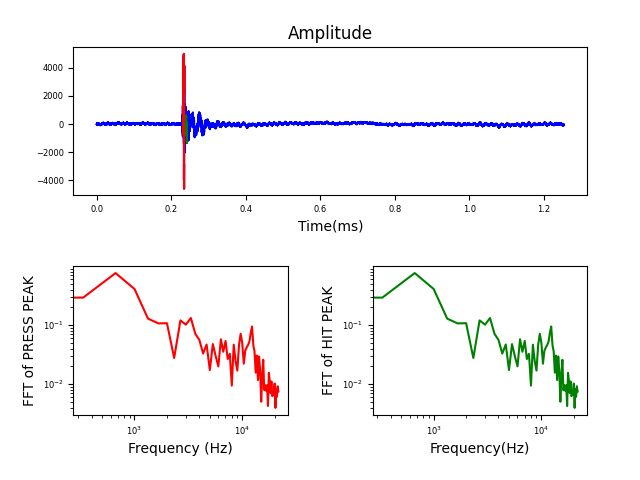 Amplitude
4000
2000
0
−2000
−4000
0.0 0.2 0.4 0.6 0.8 1.0 1.2
Time(ms)
FFT of PRESS PEAK
10⁻¹
10⁻²
10³ 10⁴
Frequency (Hz)
FFT of HIT PEAK
10⁻¹
10⁻²
10³ 10⁴
Frequency(Hz)